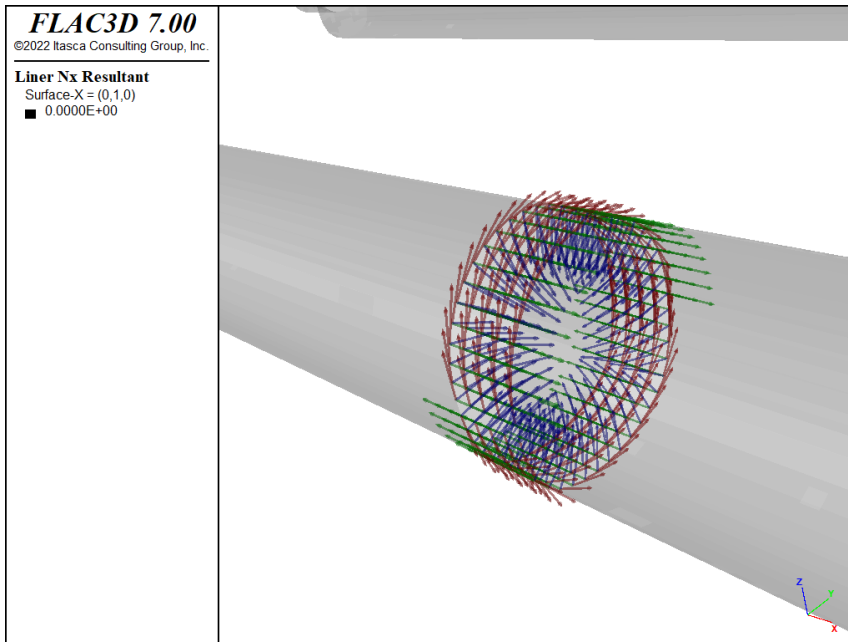 FLAC3D 7.00
©2022 Itasca Consulting Group, Inc.
Liner Nx Resultant
Surface-X = (0,1,0)
0.0000E+00
Z
Y
X